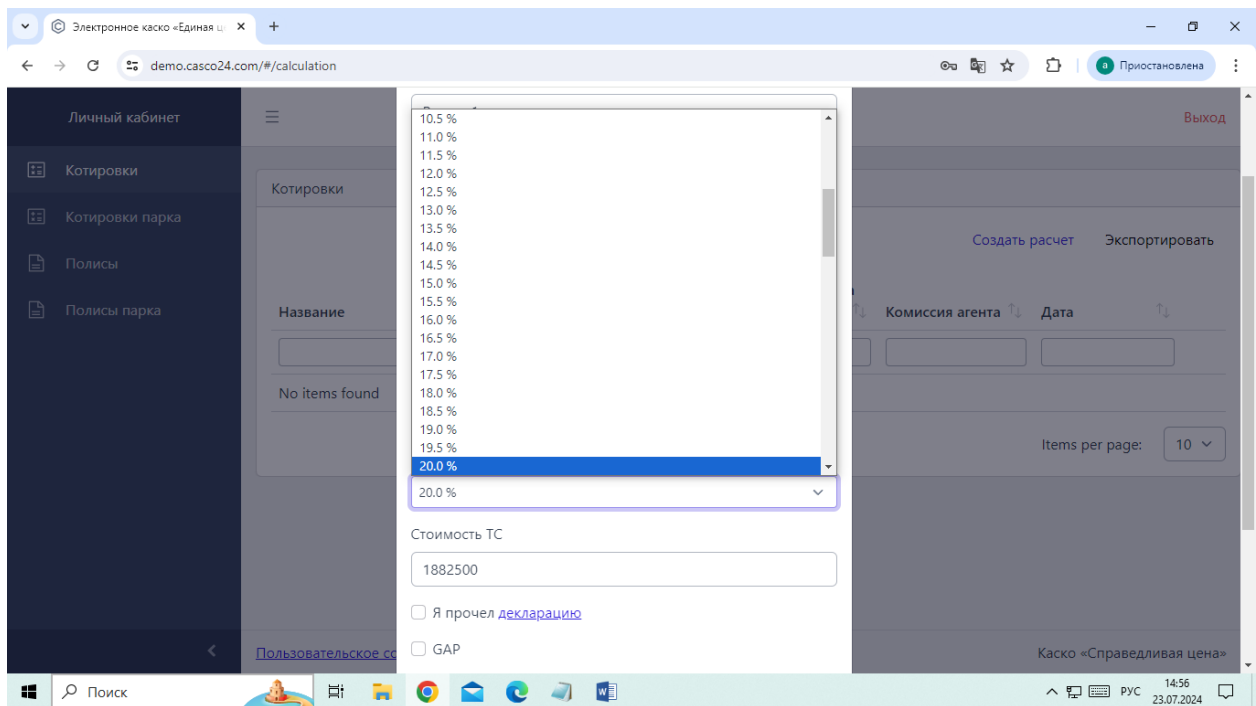 Электронное каско «Единая ц
demo.casco24.com/#/calculation
а
Приостановлена
Личный кабинет
Выход
Котировки
Котировки парка
Полисы
Полисы парка
Котировки
Создать расчет
Экспортировать
Название
Комиссия агента
Дата
No items found
Items per page:
10
10.5 %
11.0 %
11.5 %
12.0 %
12.5 %
13.0 %
13.5 %
14.0 %
14.5 %
15.0 %
15.5 %
16.0 %
16.5 %
17.0 %
17.5 %
18.0 %
18.5 %
19.0 %
19.5 %
20.0 %
20.0 %
Стоимость ТС
1882500
Я прочел декларацию
GAP
Пользовательское со
Каско «Справедливая цена»
Поиск
РУС
14:56
23.07.2024